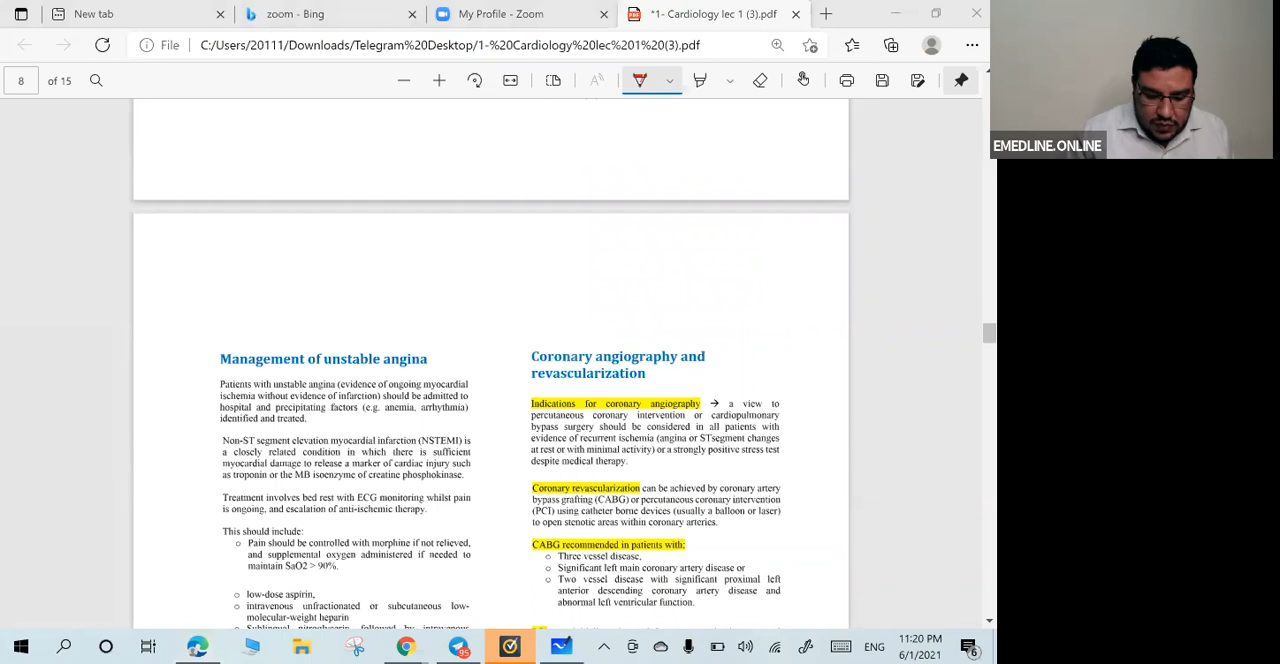 New tab
zoom - Bing
My Profile - Zoom
*1- Cardiology lec 1 (3).pdf
File
C:/Users/20111/Downloads/Telegram%20Desktop/1-%20Cardiology%20lec%201%20(3).pdf
8
of 15
EMEDLINE.ONLINE
Management of unstable angina
Patients with unstable angina (evidence of ongoing myocardial
ischemia without evidence of infarction) should be admitted to
hospital and precipitating factors (e.g. anemia, arrhythmia)
identified and treated.
Non-ST segment elevation myocardial infarction (NSTEMI) is
a closely related condition in which there is sufficient
myocardial damage to release a marker of cardiac injury such
as troponin or the MB isoenzyme of creatine phosphokinase.
Treatment involves bed rest with ECG monitoring whilst pain
is ongoing, and escalation of anti-ischemic therapy.
This should include:
o Pain should be controlled with morphine if not relieved,
and supplemental oxygen administered if needed to
maintain SaO2 > 90%.
o low-dose aspirin,
o intravenous unfractionated or subcutaneous low-
molecular-weight heparin
o Sublingual nitroglycerin, followed by intravenous
Coronary angiography and
revascularization
Indications for coronary angiography → a view to
percutaneous coronary intervention or cardiopulmonary
bypass surgery should be considered in all patients with
evidence of recurrent ischemia (angina or STsegment changes
at rest or with minimal activity) or a strongly positive stress test
despite medical therapy.
Coronary revascularization can be achieved by coronary artery
bypass grafting (CABG) or percutaneous coronary intervention
(PCI) using catheter borne devices (usually a balloon or laser)
to open stenotic areas within coronary arteries.
CABG recommended in patients with:
o Three vessel disease,
o Significant left main coronary artery disease or
o Two vessel disease with significant proximal left
anterior descending coronary artery disease and
abnormal left ventricular function.
95
ENG
11:20 PM
6/1/2021
6